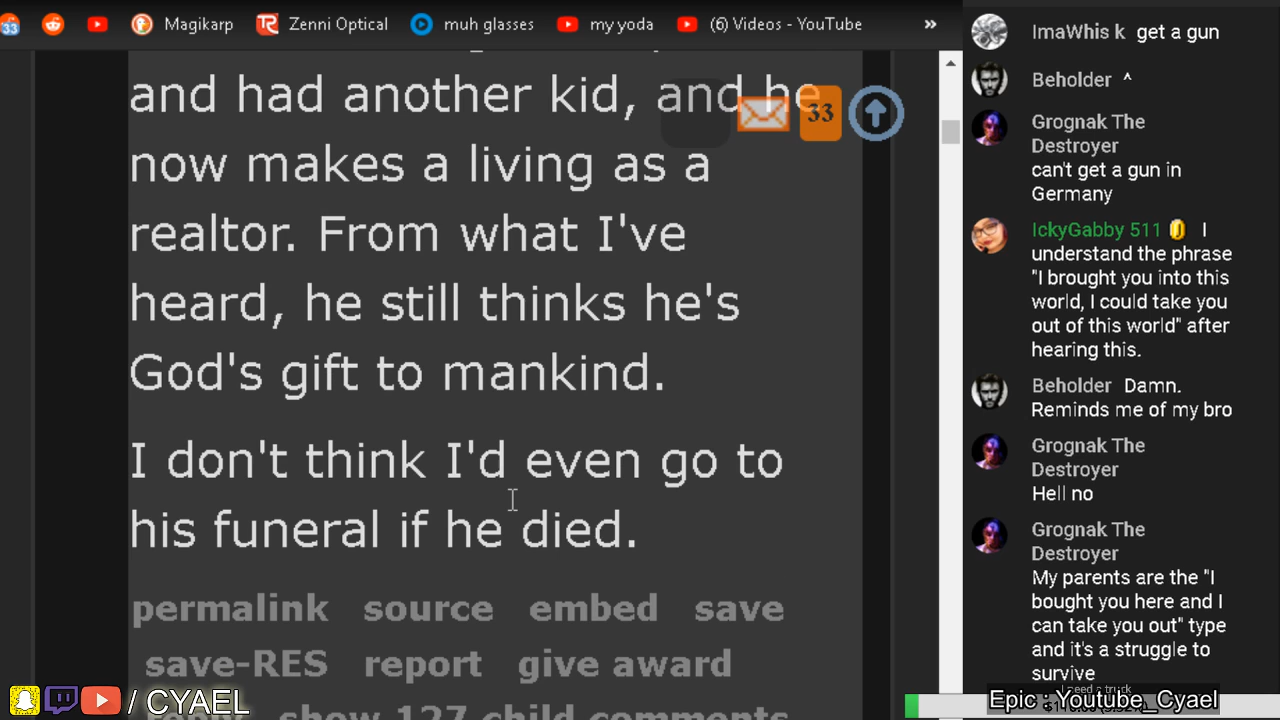 33 Magikarp Zenni Optical muh glasses my yoda (6) Videos - YouTube »
and had another kid, and he
33
now makes a living as a
realtor. From what I've
heard, he still thinks he's
God's gift to mankind.
I don't think I'd even go to
his funeral if he died.
permalink source embed save
save-RES report give award
show 127 child comments
/ CYAEL
ImaWhis k get a gun
Beholder ^
Grognak The
Destroyer
can't get a gun in
Germany
IckyGabby 511 I
understand the phrase
"I brought you into this
world, I could take you
out of this world" after
hearing this.
Beholder Damn.
Reminds me of my bro
Grognak The
Destroyer
Hell no
Grognak The
Destroyer
My parents are the "I
bought you here and I
can take you out" type
and it's a struggle to
survive
I need a truck
Epic : Youtube_Cyael